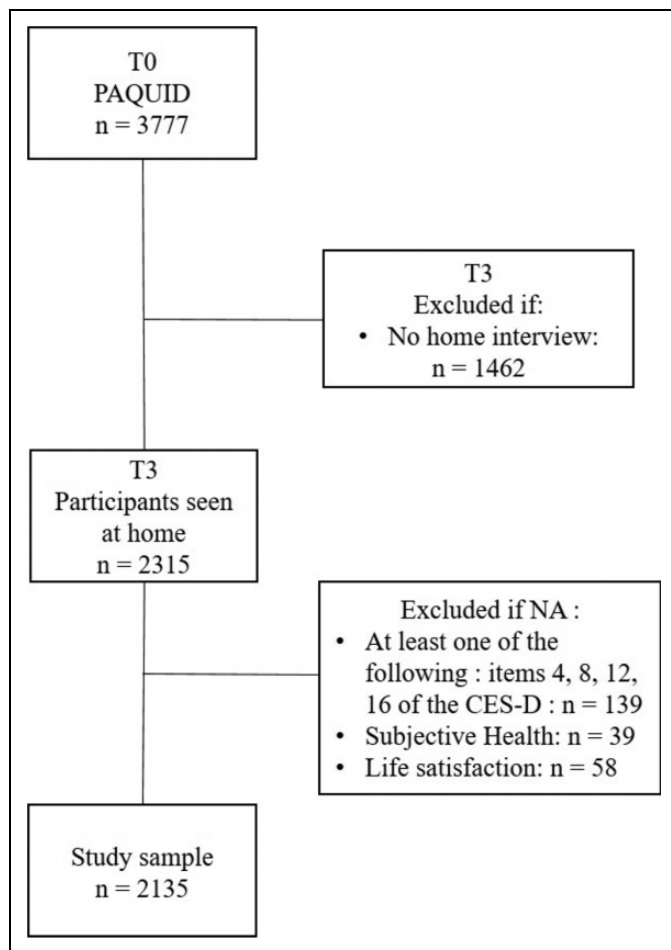 T0
PAQUID
n = 3777
T3
Excluded if:
• No home interview:
n = 1462
T3
Participants seen
at home
n = 2315
Excluded if NA :
• At least one of the
following : items 4, 8, 12,
16 of the CES-D : n = 139
• Subjective Health: n = 39
• Life satisfaction: n = 58
Study sample
n = 2135